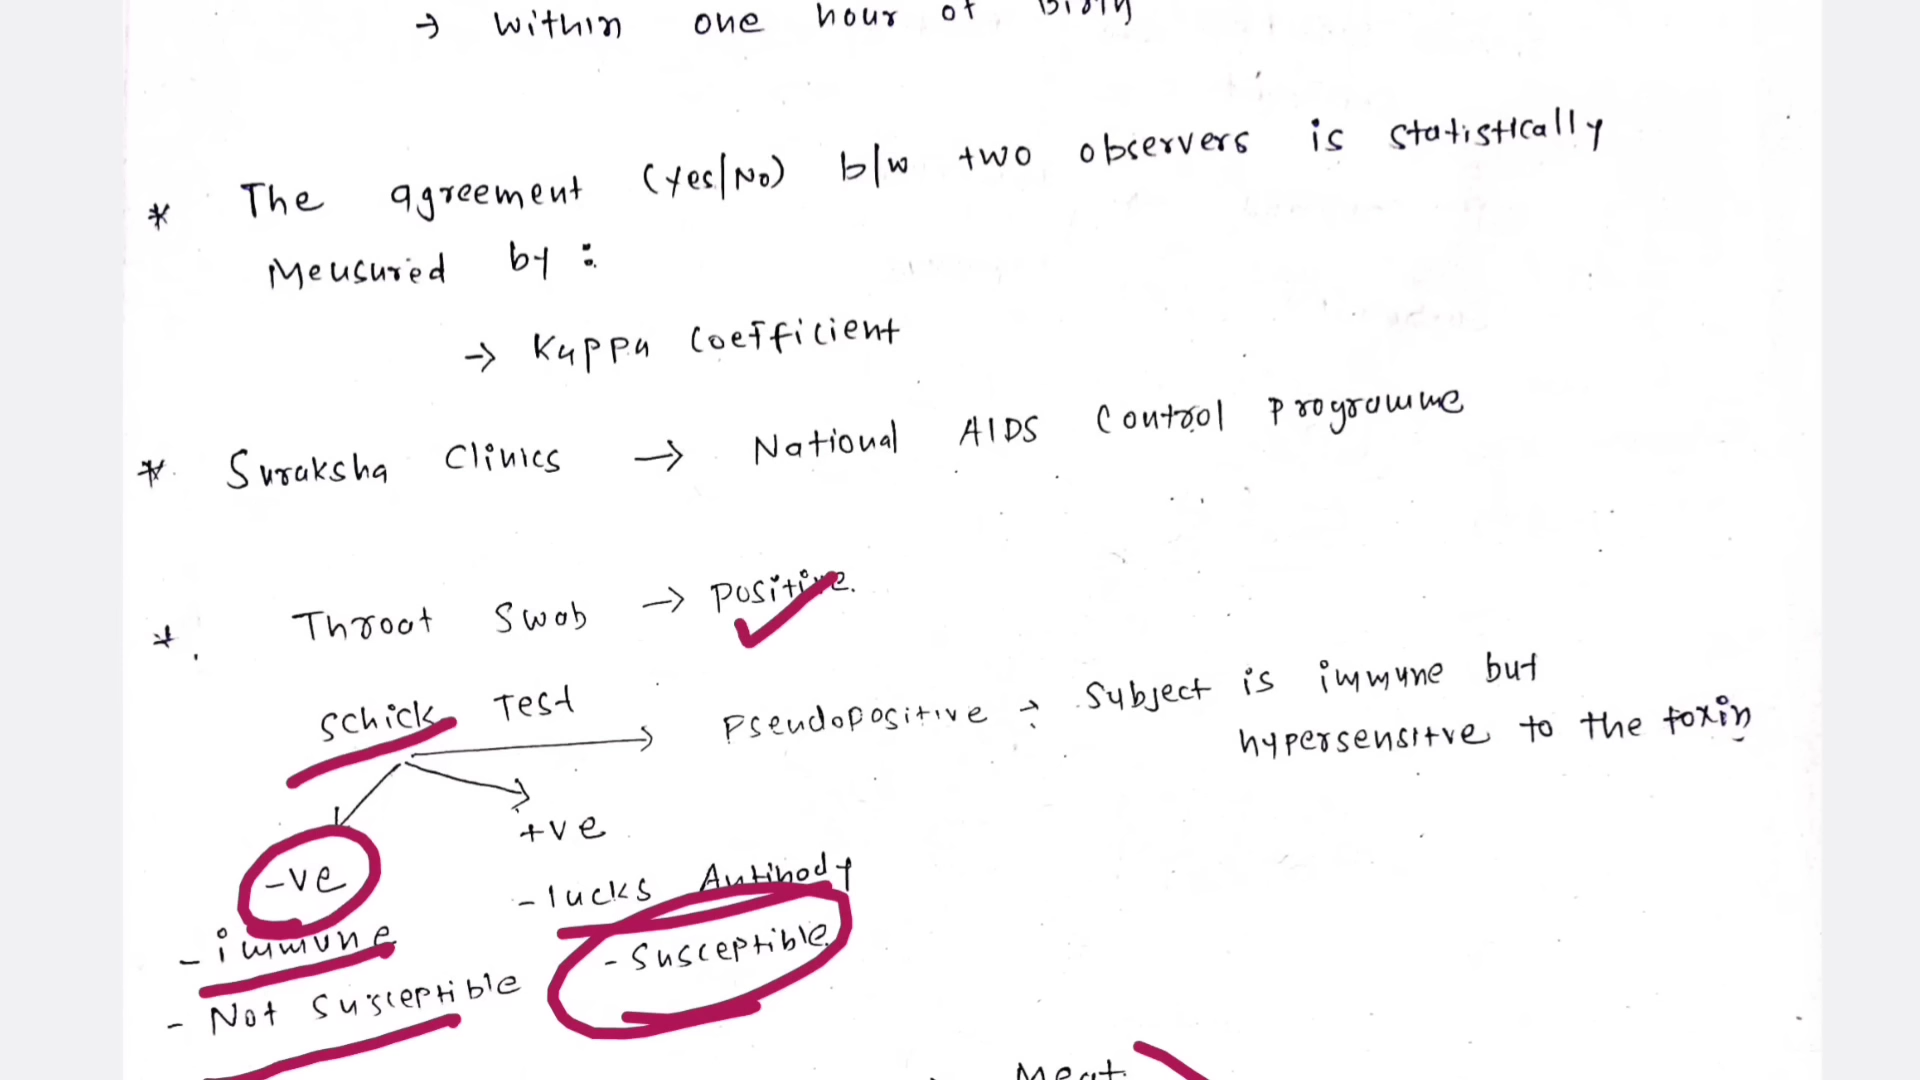 → within one hour of
* The agreement (Yes/No) b/w two observers is statistically
Measured by :
→ Kappa Coefficient
* Suraksha Clinics → National AIDS Control Programme
* Throat Swab → Positive.
Schick Test → Pseudopositive : Subject is immune but
hypersensitve to the toxin
-ve
+ve
- immune
- lacks Antibody
- Not Susceptible
- Susceptible
Meat